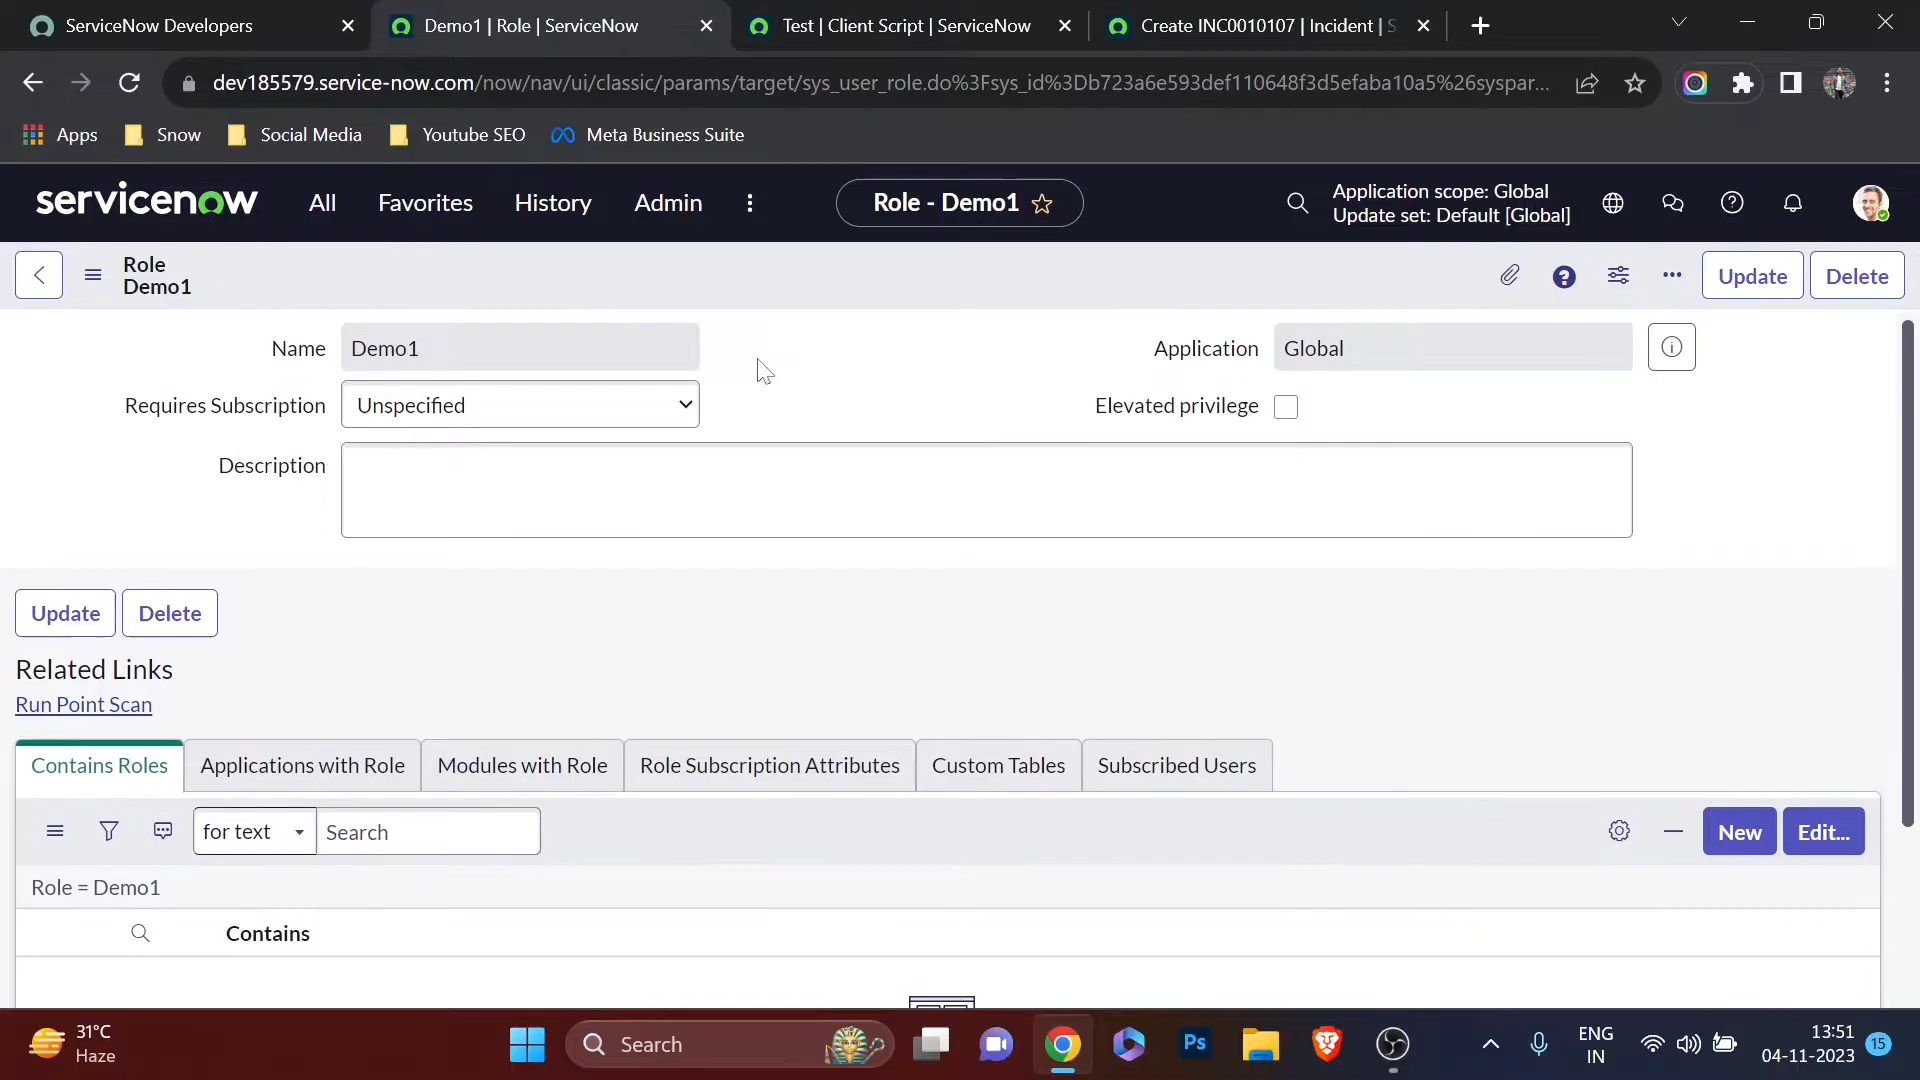 ServiceNow Developers
Demo1 | Role | ServiceNow
Test | Client Script | ServiceNow
Create INC0010107 | Incident | S
dev185579.service-now.com/now/nav/ui/classic/params/target/sys_user_role.do%3Fsys_id%3Db723a6e593def110648f3d5efaba10a5%26syspar...
Apps
Snow
Social Media
Youtube SEO
Meta Business Suite
servicenow
All
Favorites
History
Admin
Role - Demo1
Application scope: Global
Update set: Default [Global]
Role
Demo1
Update
Delete
Name
Demo1
Application
Global
Requires Subscription
Unspecified
Elevated privilege
Description
Update
Delete
Related Links
Run Point Scan
Contains Roles
Applications with Role
Modules with Role
Role Subscription Attributes
Custom Tables
Subscribed Users
for text
Search
New
Edit...
Role = Demo1
Contains
31°C
Haze
Search
Ps
ENG
IN
13:51
04-11-2023
15